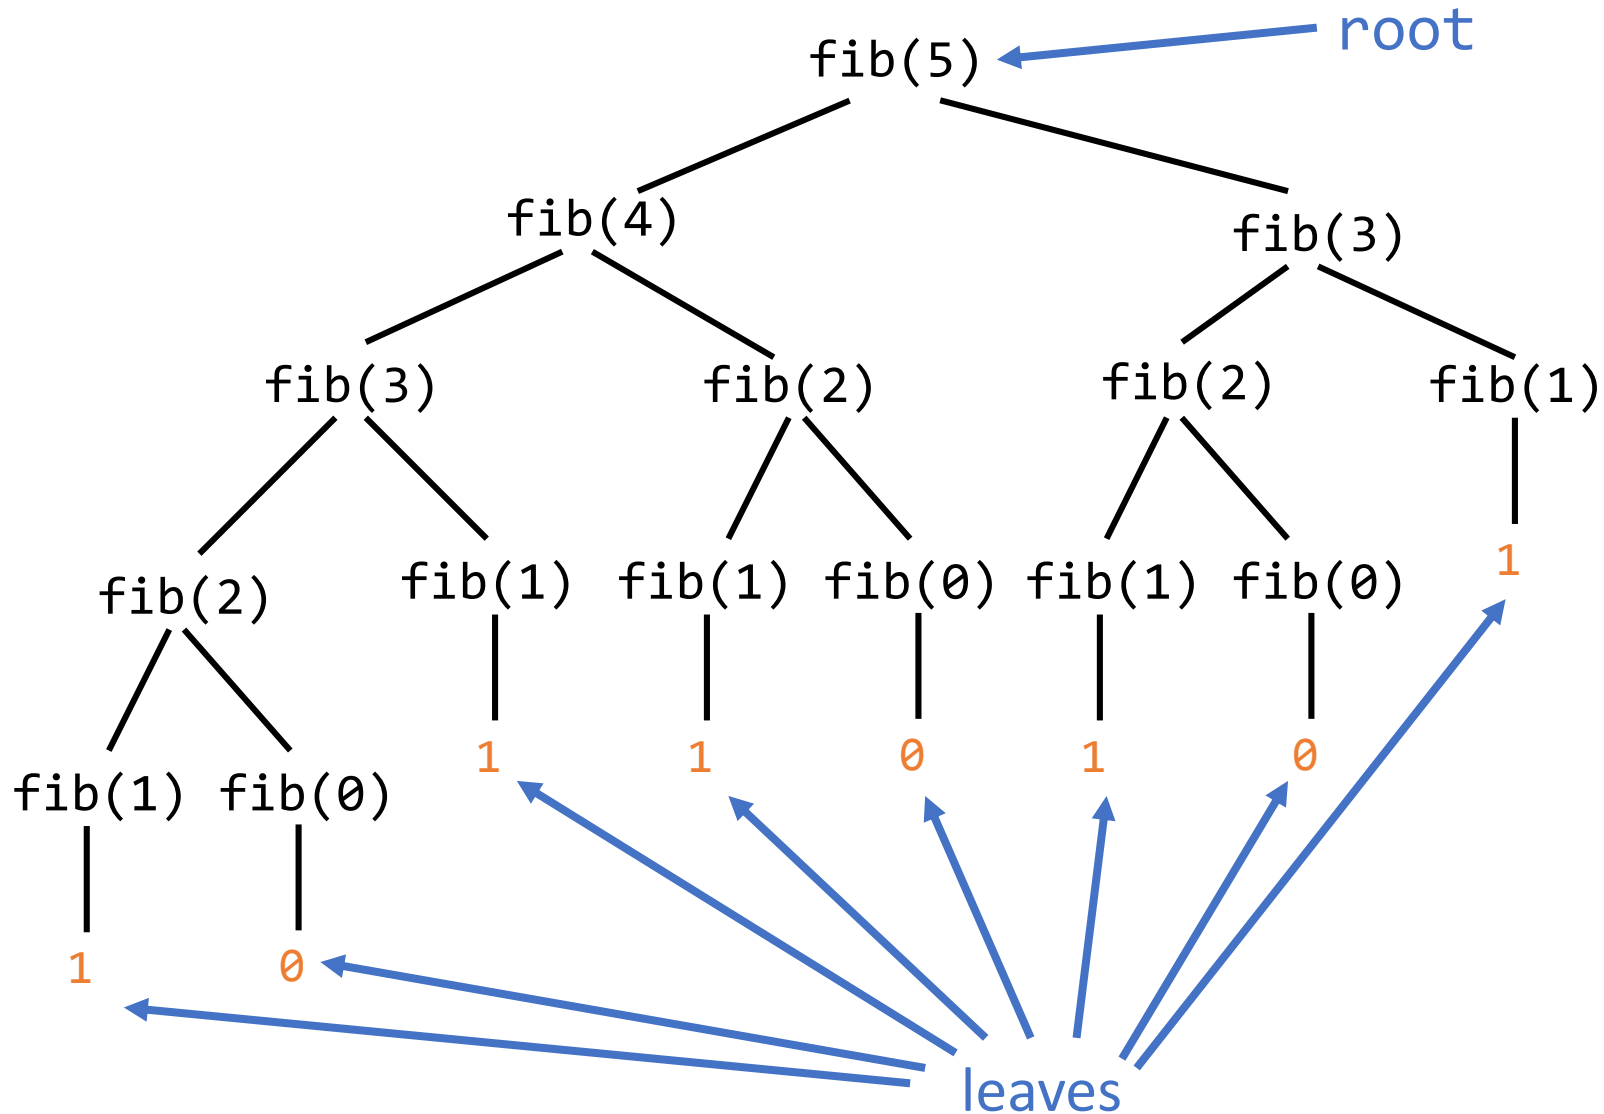 root
fib(5)
fib(4) fib(3)
fib(3) fib(2) fib(2) fib(1)
fib(2) fib(1) fib(1) fib(0) fib(1) fib(0) 1
fib(1) fib(0) 1 1 0 1 0
1 0
leaves